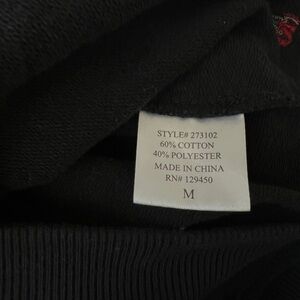 STYLE# 273102
60% COTTON
40% POLYESTER
MADE IN CHINA
RN# 129450
M